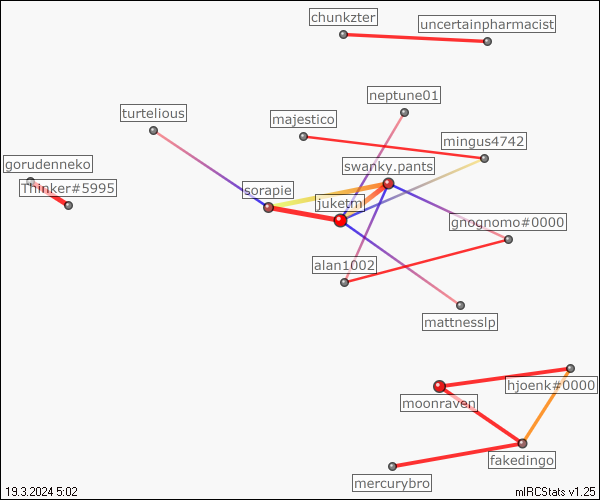 chunkzter
uncertainpharmacist
neptune01
turtelious
majestico
mingus4742
gorudenneko
swanky.pants
Thinker#5995
sorapie
juketm
gnognomo#0000
alan1002
mattnesslp
hjoenk#0000
moonraven
fakedingo
mercurybro
19.3.2024 5:02
mIRCStats v1.25